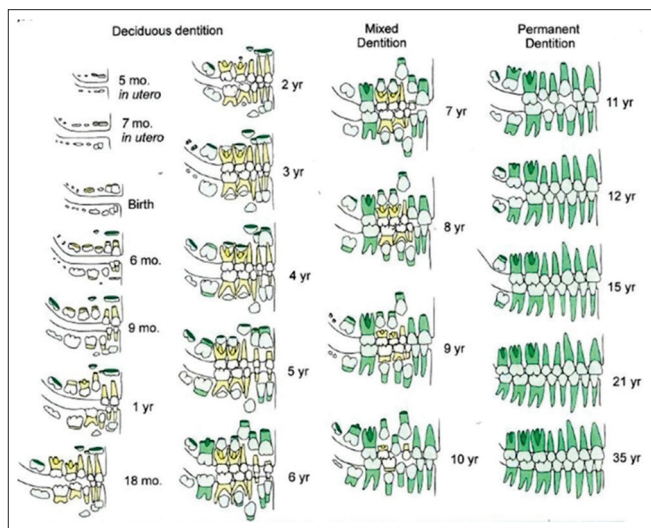 Deciduous dentition
5 mo.
in utero
7 mo.
in utero
Birth
6 mo.
9 mo.
1 yr
18 mo.
2 yr
3 yr
4 yr
5 yr
6 yr
Mixed
Dentition
7 yr
8 yr
9 yr
10 yr
Permanent
Dentition
11 yr
12 yr
15 yr
21 yr
35 yr